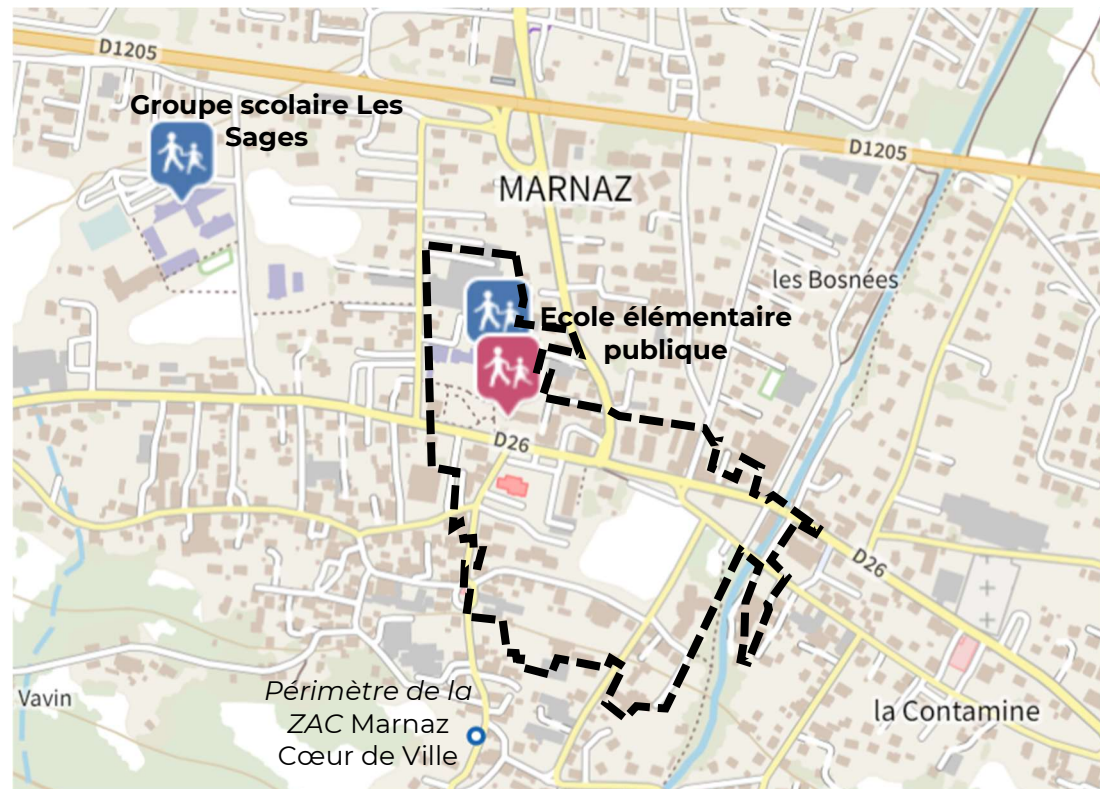 D1205
Groupe scolaire Les
Sages
D1205
MARNAZ
les Bosnées
Ecole élémentaire
publique
D26
D26
Périmètre de la
ZAC Marnaz
Cœur de Ville
Vavin
la Contamine